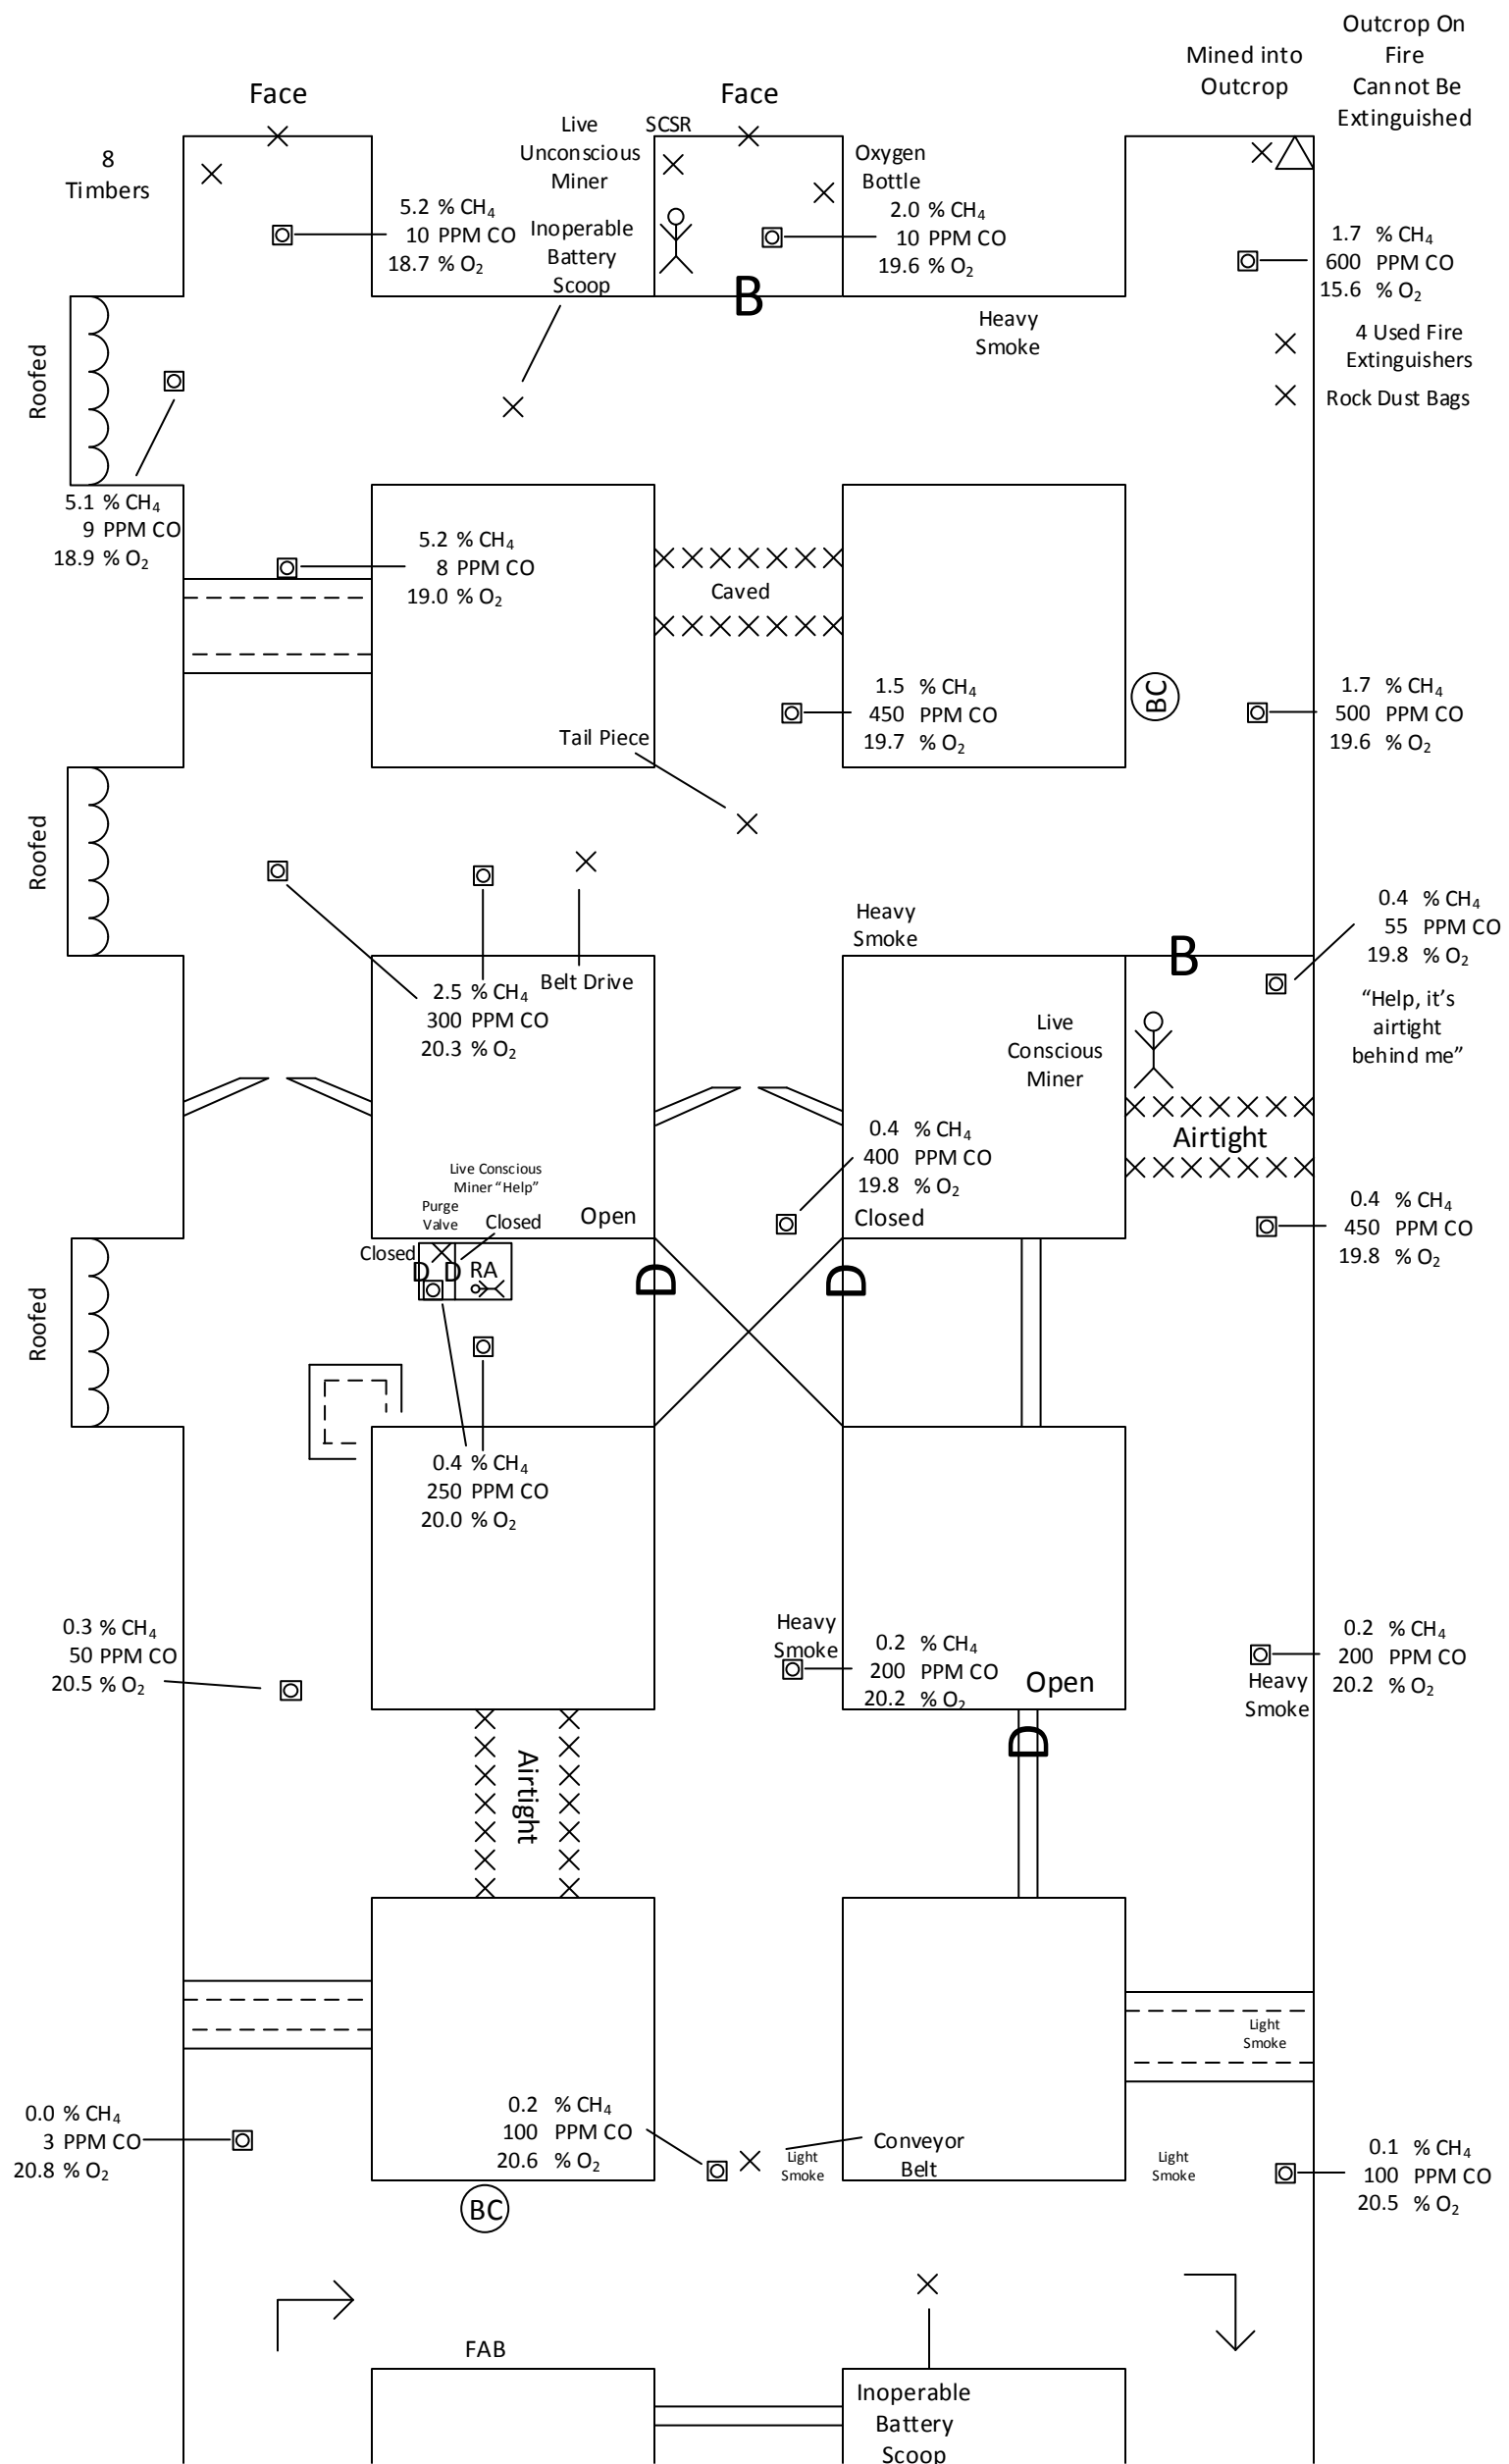 Outcrop On
Fire
Cannot Be
Extinguished
Mined into
Outcrop
Face
Face
8
Timbers
Live
Unconscious
Miner
SCSR
Oxygen
Bottle
5.2 % CH₄
10 PPM CO
18.7 % O₂
Inoperable
Battery
Scoop
2.0 % CH₄
10 PPM CO
19.6 % O₂
1.7 % CH₄
600 PPM CO
15.6 % O₂
B
Heavy
Smoke
4 Used Fire
Extinguishers
Rock Dust Bags
Roofed
5.1 % CH₄
9 PPM CO
18.9 % O₂
5.2 % CH₄
8 PPM CO
19.0 % O₂
Caved
1.5 % CH₄
450 PPM CO
19.7 % O₂
BC
1.7 % CH₄
500 PPM CO
19.6 % O₂
Tail Piece
Roofed
Heavy
Smoke
B
0.4 % CH₄
55 PPM CO
19.8 % O₂
"Help, it's
airtight
behind me"
Belt Drive
2.5 % CH₄
300 PPM CO
20.3 % O₂
Live
Conscious
Miner
Airtight
0.4 % CH₄
400 PPM CO
19.8 % O₂
Live Conscious
Miner "Help"
Purge
Valve
Closed
Open
Closed
0.4 % CH₄
450 PPM CO
19.8 % O₂
Closed
D
D
RA
D
D
Roofed
0.4 % CH₄
250 PPM CO
20.0 % O₂
0.3 % CH₄
50 PPM CO
20.5 % O₂
Heavy
Smoke
0.2 % CH₄
200 PPM CO
20.2 % O₂
Open
0.2 % CH₄
200 PPM CO
20.2 % O₂
Heavy
Smoke
D
Airtight
Light
Smoke
0.0 % CH₄
3 PPM CO
20.8 % O₂
0.2 % CH₄
100 PPM CO
20.6 % O₂
Light
Smoke
Conveyor
Belt
Light
Smoke
0.1 % CH₄
100 PPM CO
20.5 % O₂
BC
FAB
Inoperable
Battery
Scoop